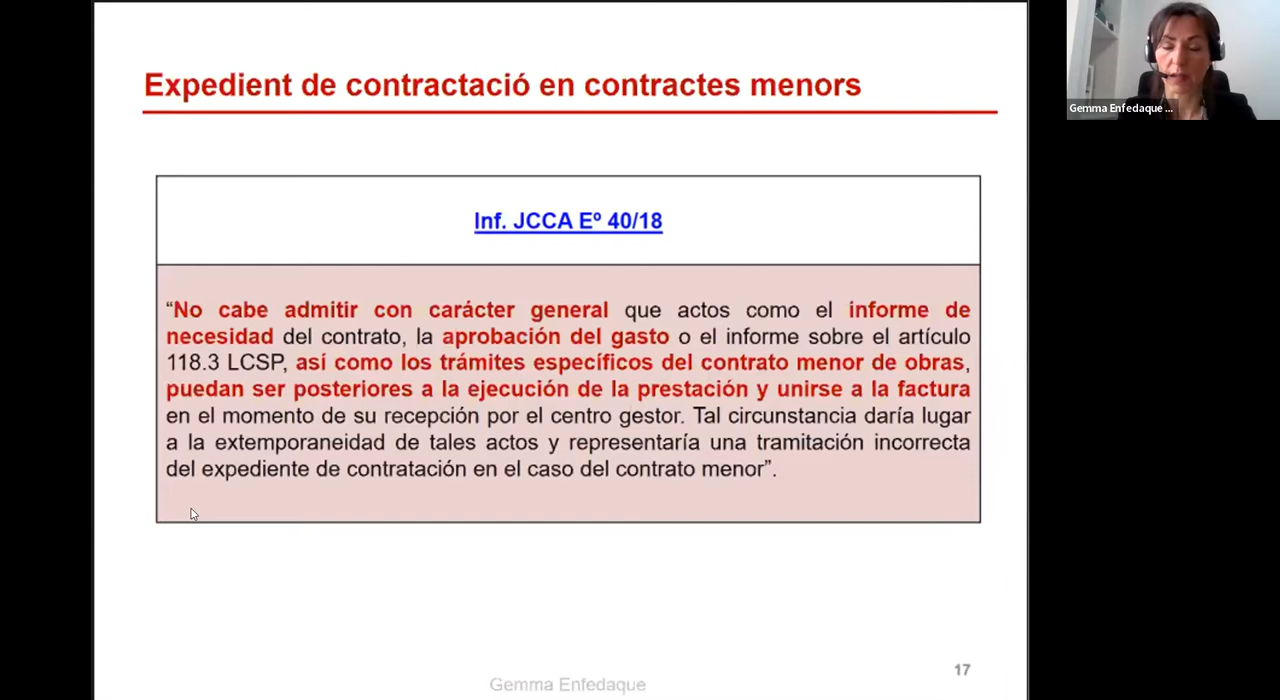 Expedient de contractació en contractes menors
Inf. JCCA Eº 40/18
“No cabe admitir con carácter general que actos como el informe de
necesidad del contrato, la aprobación del gasto o el informe sobre el artículo
118.3 LCSP, así como los trámites específicos del contrato menor de obras,
puedan ser posteriores a la ejecución de la prestación y unirse a la factura
en el momento de su recepción por el centro gestor. Tal circunstancia daría lugar
a la extemporaneidad de tales actos y representaría una tramitación incorrecta
del expediente de contratación en el caso del contrato menor”.
17
Gemma Enfedaque
Gemma Enfedaque ...